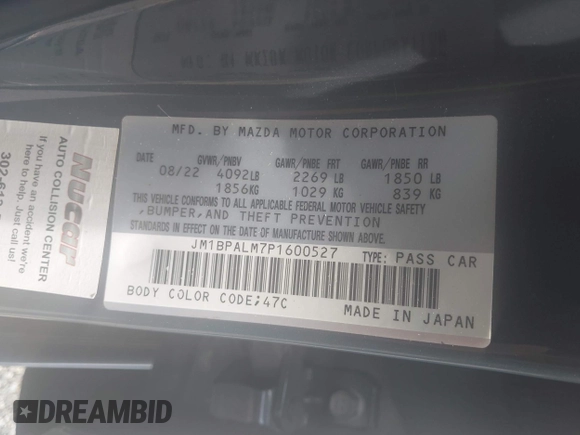 MFD. BY MAZDA MOTOR CORPORATION
DATE GVWR/PNBV GAWR/PNBE FRT GAWR/PNBE RR
08/22 4092LB 2269 LB 1850 LB
1856KG 1029 KG 839 KG
THIS VEHICLE CONFORMS TO ALL APPLICABLE FEDERAL MOTOR VEHICLE SAFETY
,BUMPER,AND THEFT PREVENTION
STANDARDS IN EFFECT ON THE DATE OF MANUFACTURE SHOWN ABOVE.
JM1BPALM7P1600527 TYPE: PASS CAR
BODY COLOR CODE;47C
MADE IN JAPAN
Nucar
AUTO COLLISION CENTER
If you have an accident we're
here to help. Call us
DREAMBID